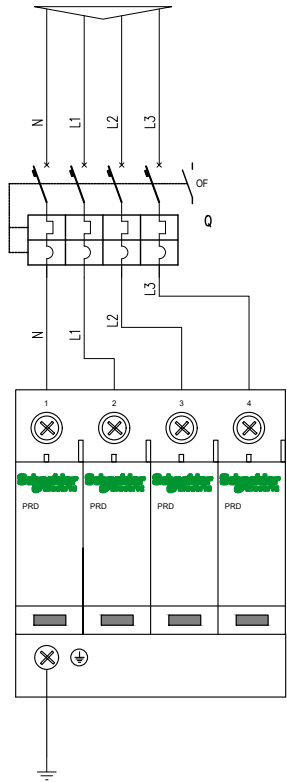 N L1 L2 L3
OF
Q
N L1 L2 L3
1 2 3 4
Schneider Electric Schneider Electric Schneider Electric Schneider Electric
PRD PRD PRD PRD